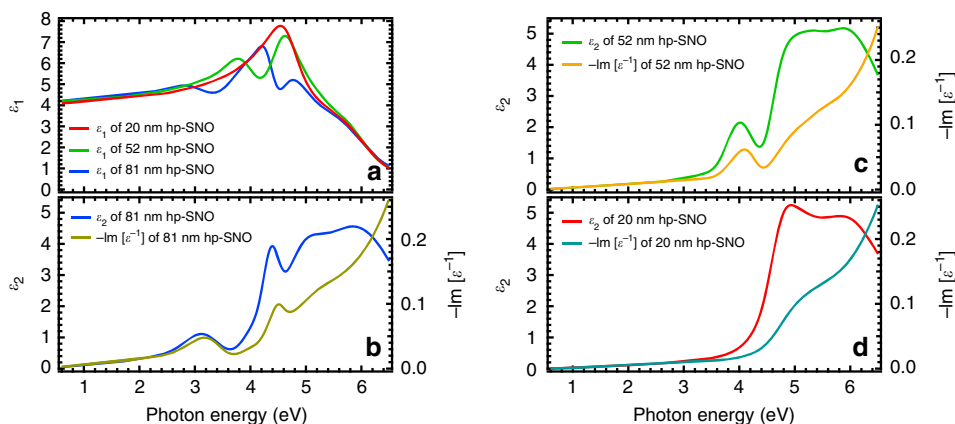 8
7
6
5
4
3
2
1
0
ε1
ε1 of 20 nm hp-SNO
ε1 of 52 nm hp-SNO
ε1 of 81 nm hp-SNO
a
5
4
3
2
1
0
ε2
ε2 of 81 nm hp-SNO
–Im [ε–1] of 81 nm hp-SNO
b
0.2
0.1
0.0
–Im [ε–1]
1 2 3 4 5 6
Photon energy (eV)
5
4
3
2
1
0
ε2
ε2 of 52 nm hp-SNO
–Im [ε–1] of 52 nm hp-SNO
c
0.2
0.1
0.0
–Im [ε–1]
5
4
3
2
1
0
ε2
ε2 of 20 nm hp-SNO
–Im [ε–1] of 20 nm hp-SNO
d
0.2
0.1
0.0
–Im [ε–1]
1 2 3 4 5 6
Photon energy (eV)